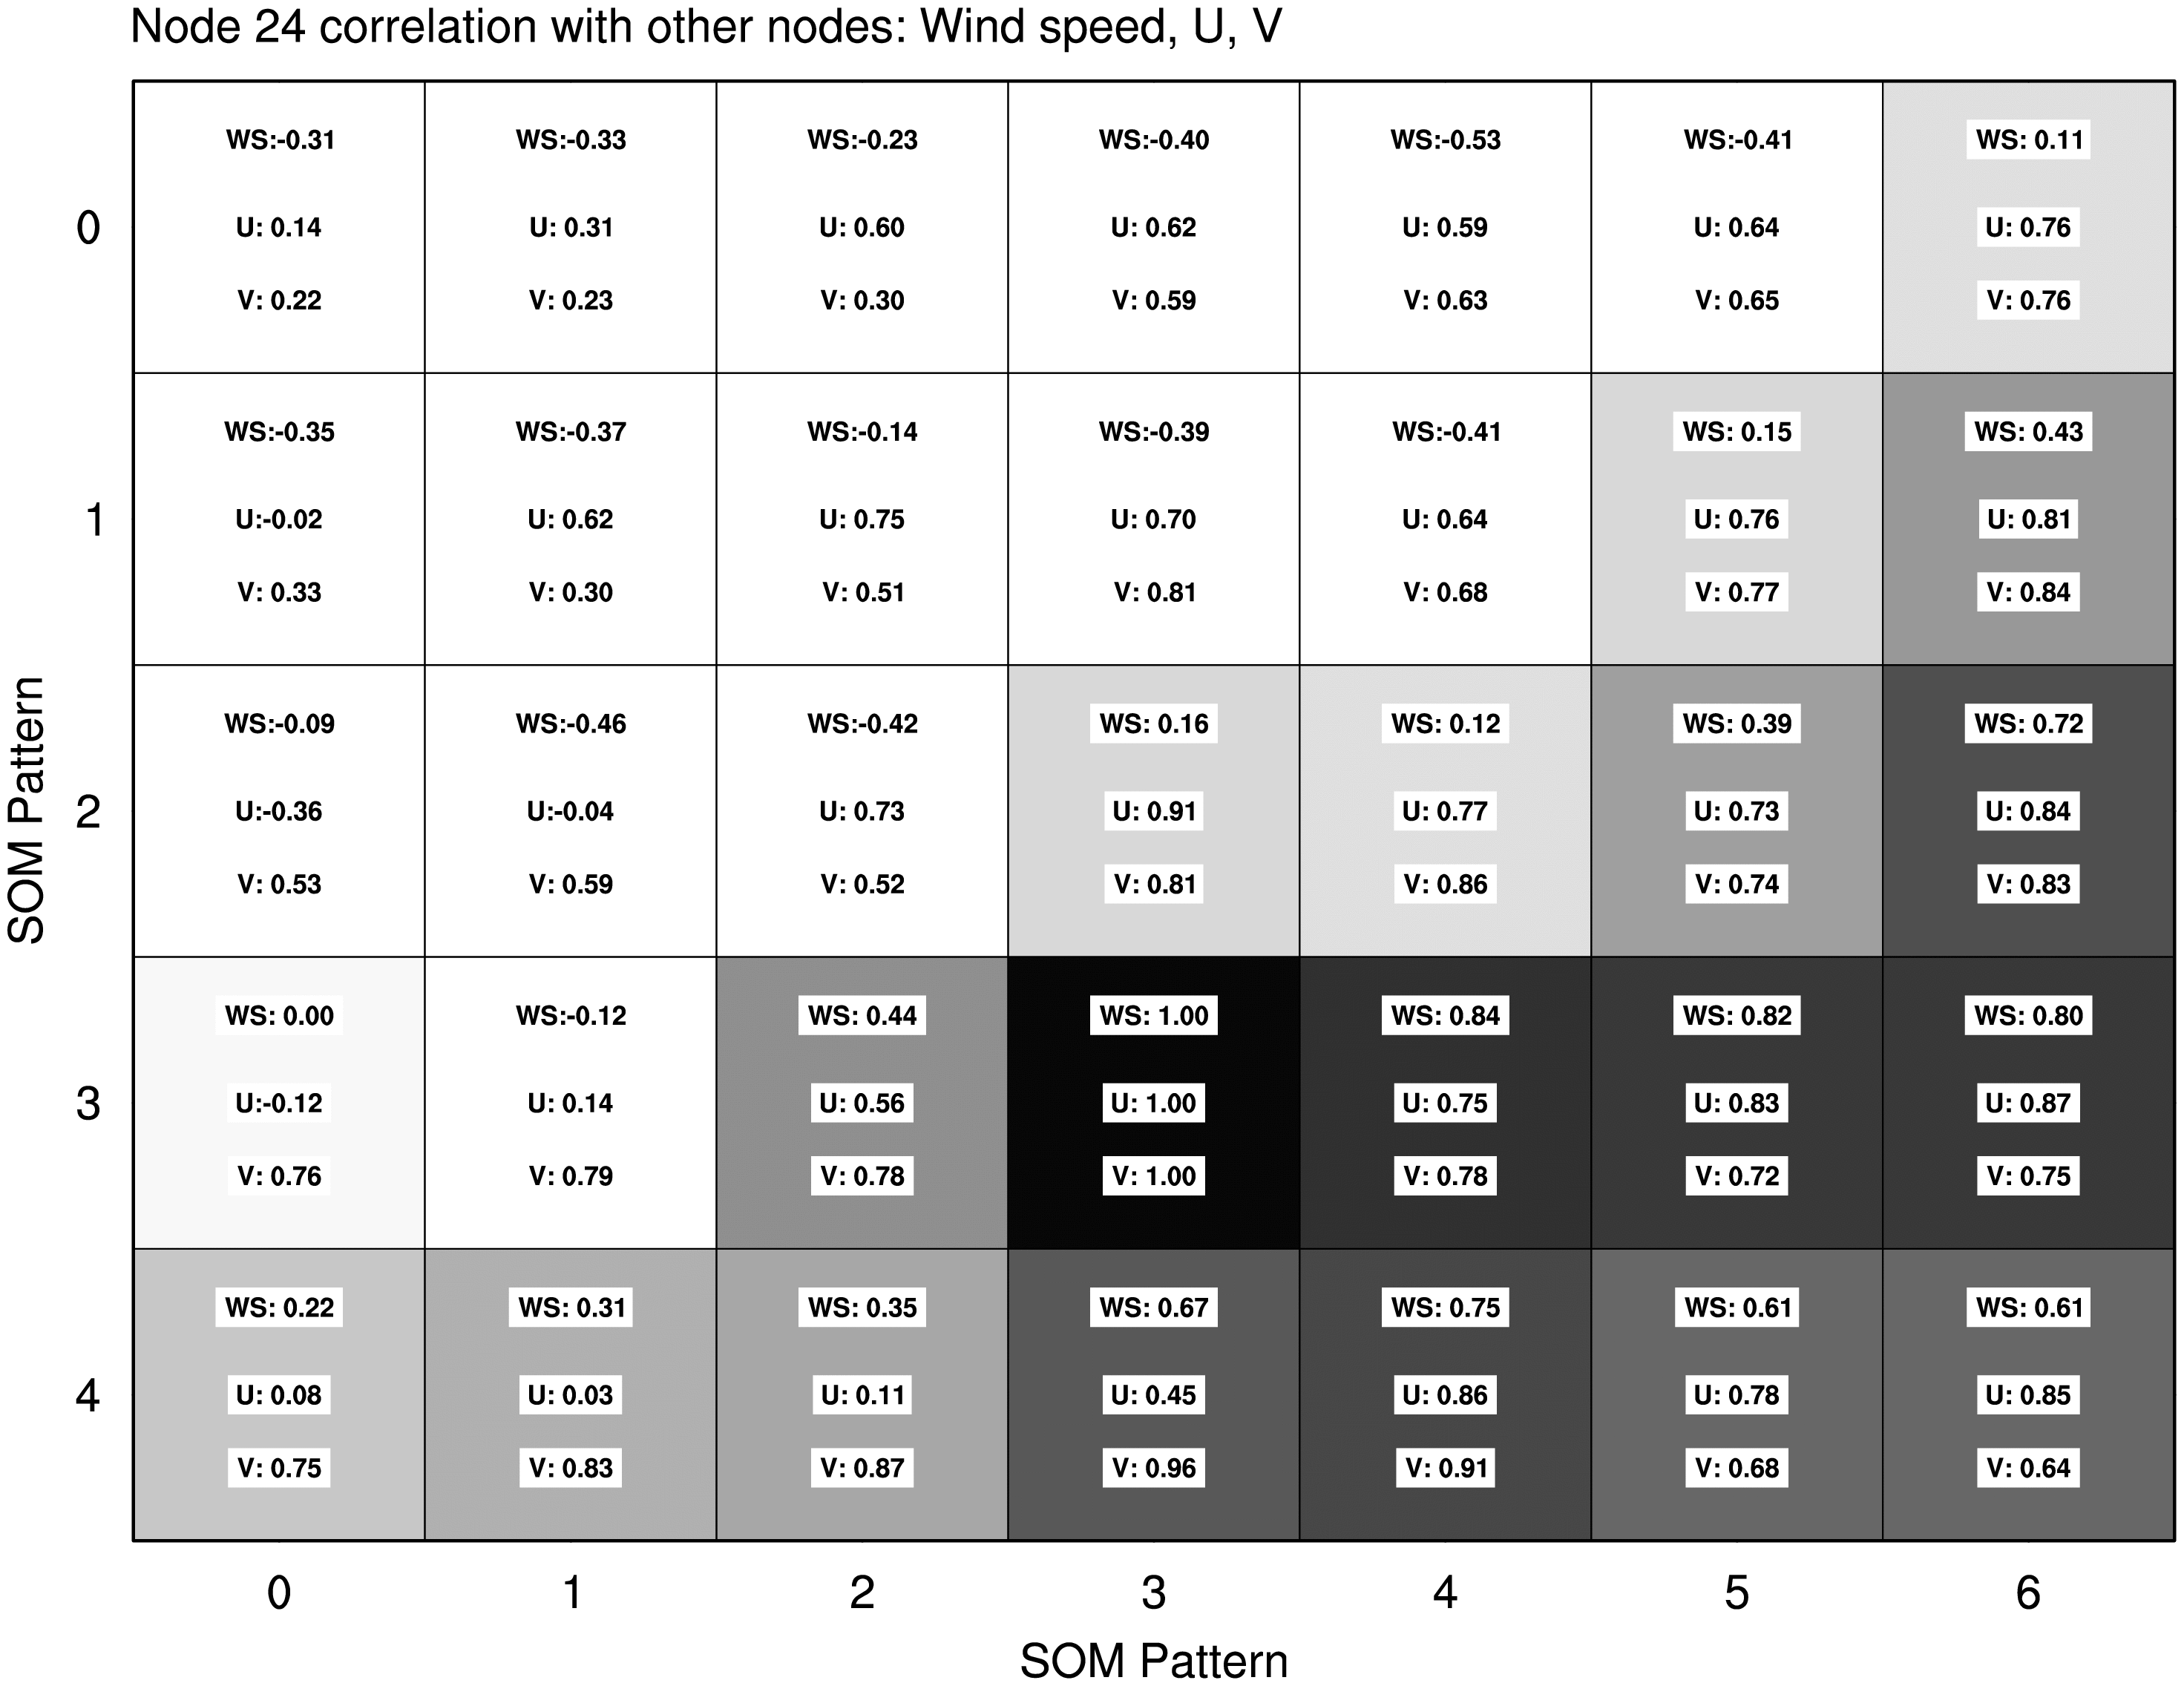 Node 24 correlation with other nodes: Wind speed, U, V
WS:-0.31 WS:-0.33 WS:-0.23 WS:-0.40 WS:-0.53 WS:-0.41 WS: 0.11
0 U: 0.14 U: 0.31 U: 0.60 U: 0.62 U: 0.59 U: 0.64 U: 0.76
V: 0.22 V: 0.23 V: 0.30 V: 0.59 V: 0.63 V: 0.65 V: 0.76
WS:-0.35 WS:-0.37 WS:-0.14 WS:-0.39 WS:-0.41 WS: 0.15 WS: 0.43
1 U:-0.02 U: 0.62 U: 0.75 U: 0.70 U: 0.64 U: 0.76 U: 0.81
V: 0.33 V: 0.30 V: 0.51 V: 0.81 V: 0.68 V: 0.77 V: 0.84
SOM Pattern
WS:-0.09 WS:-0.46 WS:-0.42 WS: 0.16 WS: 0.12 WS: 0.39 WS: 0.72
2 U:-0.36 U:-0.04 U: 0.73 U: 0.91 U: 0.77 U: 0.73 U: 0.84
V: 0.53 V: 0.59 V: 0.52 V: 0.81 V: 0.86 V: 0.74 V: 0.83
WS: 0.00 WS:-0.12 WS: 0.44 WS: 1.00 WS: 0.84 WS: 0.82 WS: 0.80
3 U:-0.12 U: 0.14 U: 0.56 U: 1.00 U: 0.75 U: 0.83 U: 0.87
V: 0.76 V: 0.79 V: 0.78 V: 1.00 V: 0.78 V: 0.72 V: 0.75
WS: 0.22 WS: 0.31 WS: 0.35 WS: 0.67 WS: 0.75 WS: 0.61 WS: 0.61
4 U: 0.08 U: 0.03 U: 0.11 U: 0.45 U: 0.86 U: 0.78 U: 0.85
V: 0.75 V: 0.83 V: 0.87 V: 0.96 V: 0.91 V: 0.68 V: 0.64
0 1 2 3 4 5 6
SOM Pattern